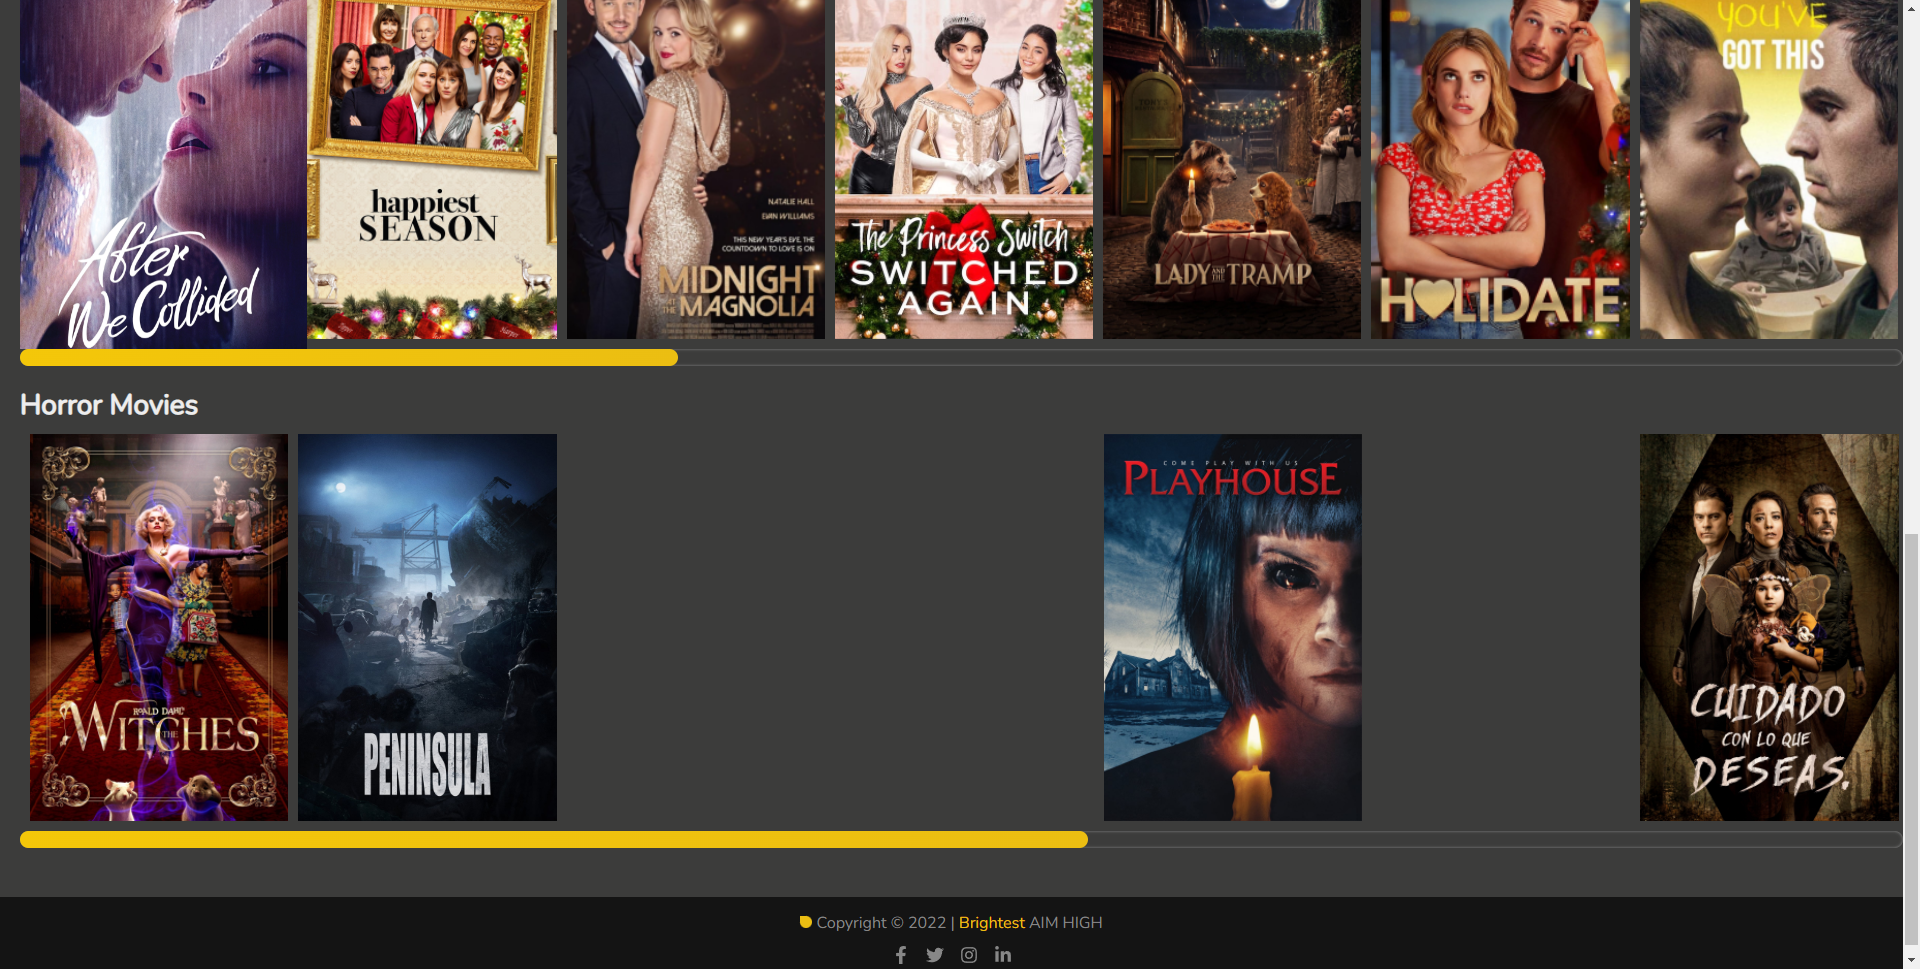 YOU'VE
GOT THIS
After
We Collided
happiest
SEASON
Harper
NATALIE HALL
EVAN WILLIAMS
THIS NEW YEAR'S EVE, THE
COUNTDOWN TO LOVE IS ON
MIDNIGHT
AT THE
MAGNOLIA
The Princess Switch
SWITCHED
AGAIN
LADY AND THE TRAMP
HOLIDATE
Horror Movies
ROALD DAHL'
THE
WITCHES
PENINSULA
COME PLAY WITH US
PLAYHOUSE
CUIDADO
CON LO QUE
DESEAS.
Copyright © 2022 | Brightest AIM HIGH